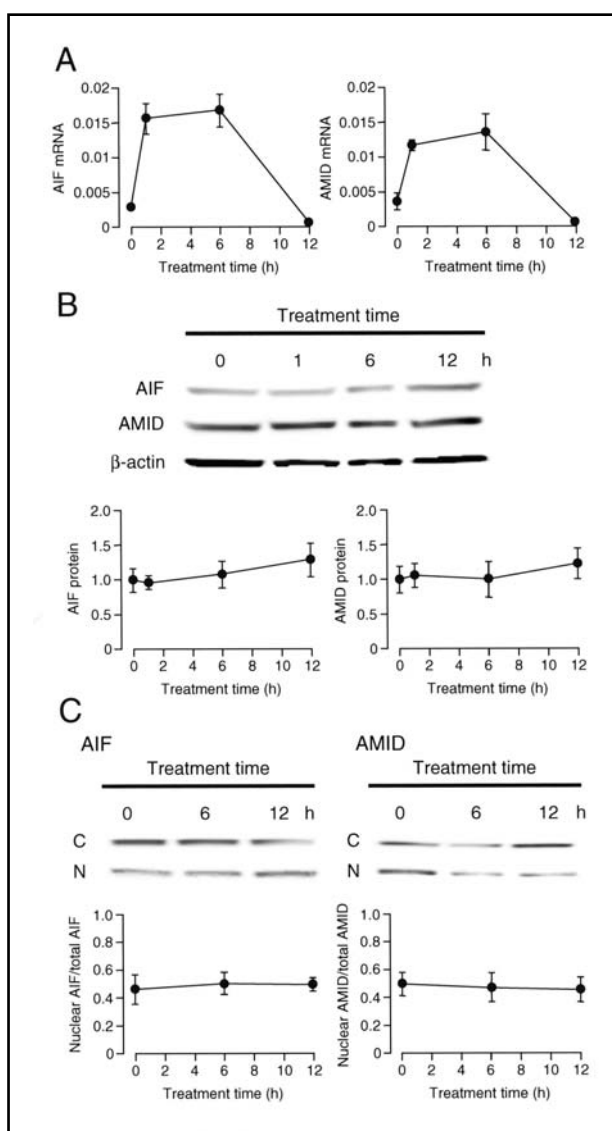 A
AIF mRNA
0.02
0.015
0.01
0.005
0
0 2 4 6 8 10 12
Treatment time (h)
AMID mRNA
0.02
0.015
0.01
0.005
0
0 2 4 6 8 10 12
Treatment time (h)
B
Treatment time
0 1 6 12 h
AIF
AMID
β-actin
AIF protein
2.0
1.5
1.0
0.5
0
0 2 4 6 8 10 12
Treatment time (h)
AMID protein
2.0
1.5
1.0
0.5
0
0 2 4 6 8 10 12
Treatment time (h)
C
AIF
Treatment time
0 6 12 h
C
N
Nuclear AIF/total AIF
1.0
0.8
0.6
0.4
0.2
0
0 2 4 6 8 10 12
Treatment time (h)
AMID
Treatment time
0 6 12 h
C
N
Nuclear AMID/total AMID
1.0
0.8
0.6
0.4
0.2
0
0 2 4 6 8 10 12
Treatment time (h)